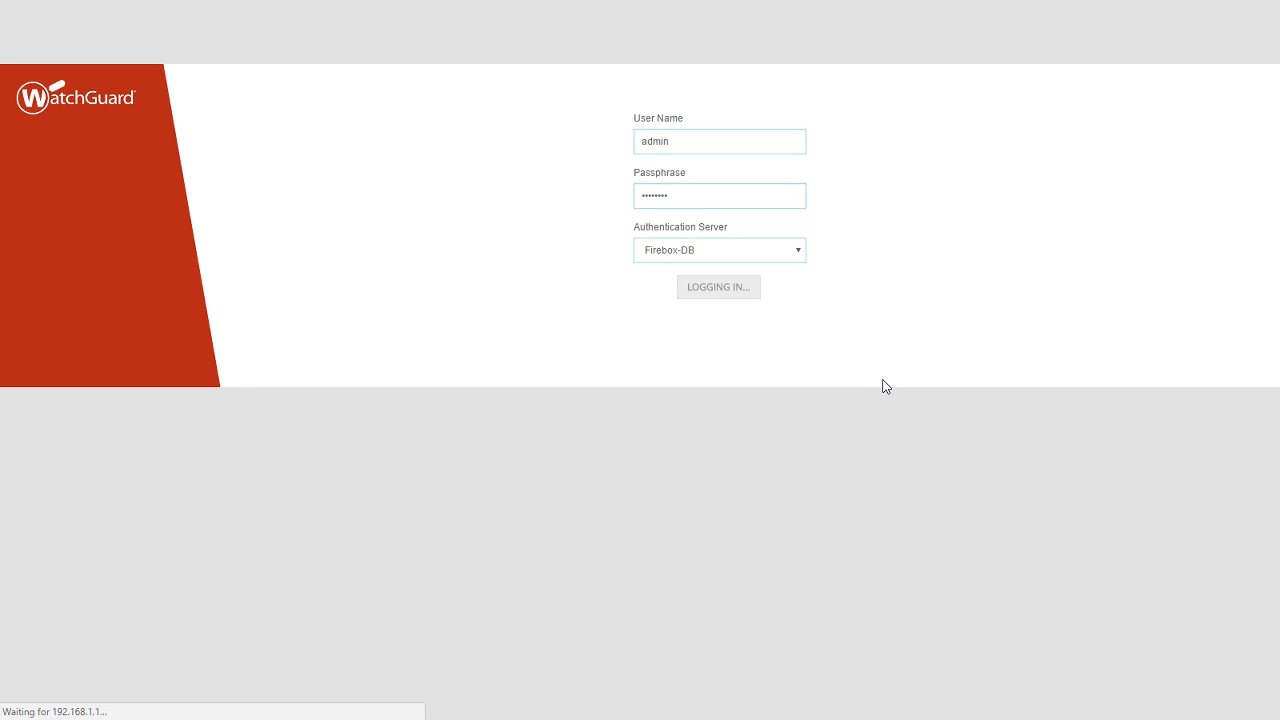 WatchGuard
User Name
admin
Passphrase
••••••••
Authentication Server
Firebox-DB
LOGGING IN...
Waiting for 192.168.1.1...